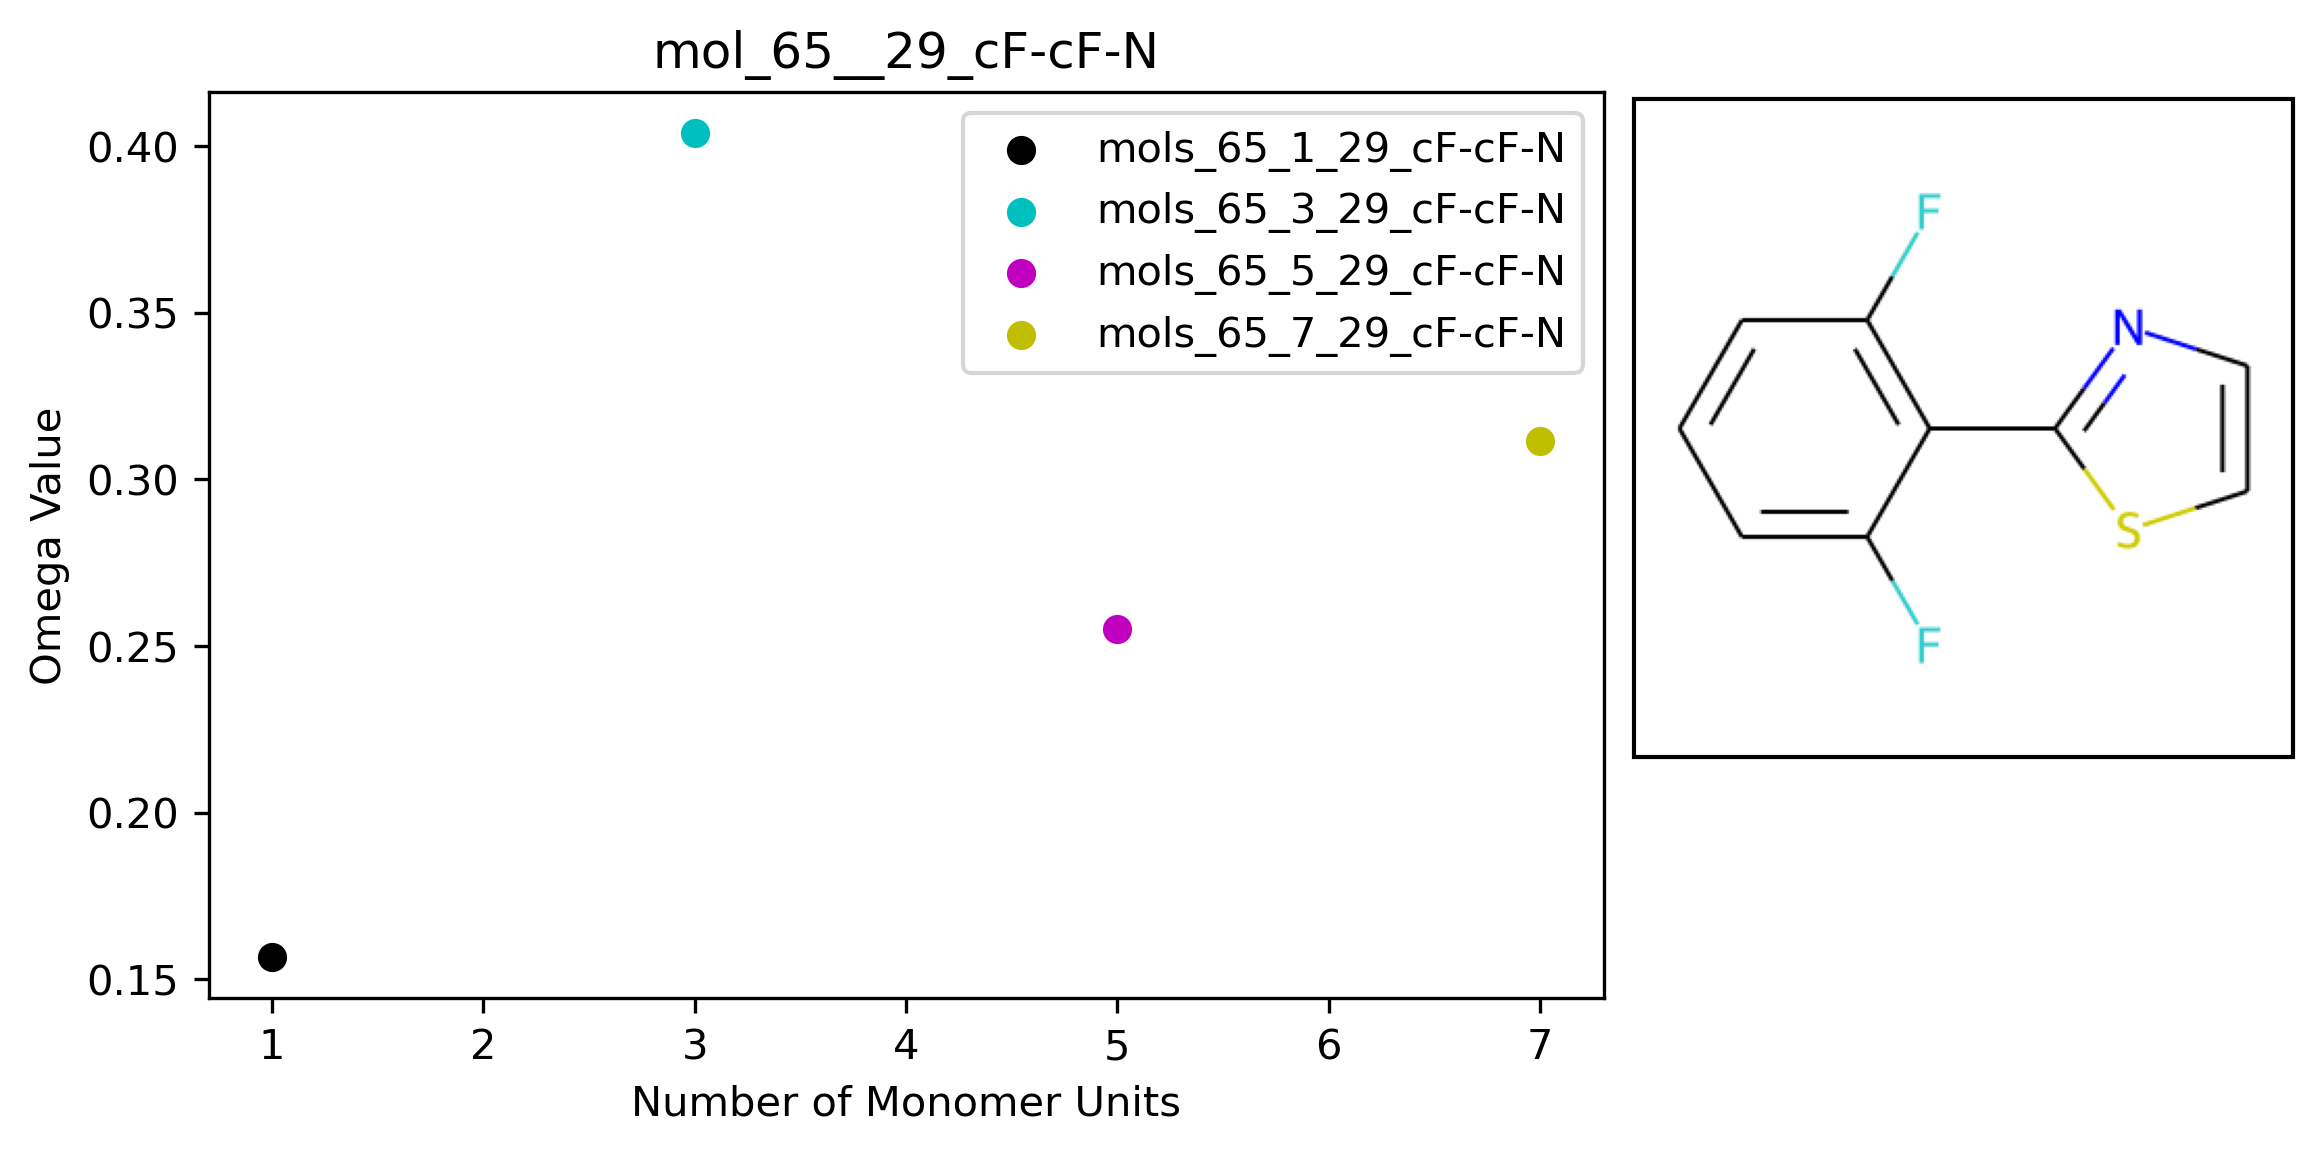 mol_65__29_cF-cF-N
mols_65_1_29_cF-cF-N
mols_65_3_29_cF-cF-N
mols_65_5_29_cF-cF-N
mols_65_7_29_cF-cF-N
Omega Value
0.40
0.35
0.30
0.25
0.20
0.15
1 2 3 4 5 6 7
Number of Monomer Units
F
N
S
F